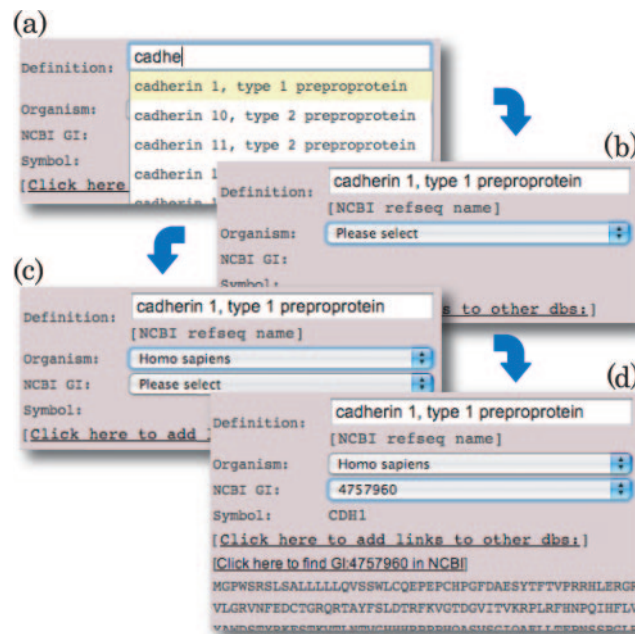 (a)
Definition: cadhe
cadherin 1, type 1 preproprotein
Organism:
cadherin 10, type 2 preproprotein
NCBI GI:
cadherin 11, type 2 preproprotein
Symbol:
cadherin 1
[Click here
(b)
Definition: cadherin 1, type 1 preproprotein
[NCBI refseq name]
Organism: Please select
NCBI GI:
Symbol:
s to other dbs:]
(c)
Definition: cadherin 1, type 1 preproprotein
[NCBI refseq name]
Organism: Homo sapiens
NCBI GI: Please select
Symbol:
[Click here to add l
(d)
Definition: cadherin 1, type 1 preproprotein
[NCBI refseq name]
Organism: Homo sapiens
NCBI GI: 4757960
Symbol: CDH1
[Click here to add links to other dbs:]
[Click here to find GI:4757960 in NCBI]
MGPWSRSLSALLLLLQVSSWLCQEPEPCHPGFDAESYTFTVPRRHLERGR
VLGRVNFEDCTGRQRTAYFSLDTRFKVGTDGVITVKRPLRFHNPQIHFLV